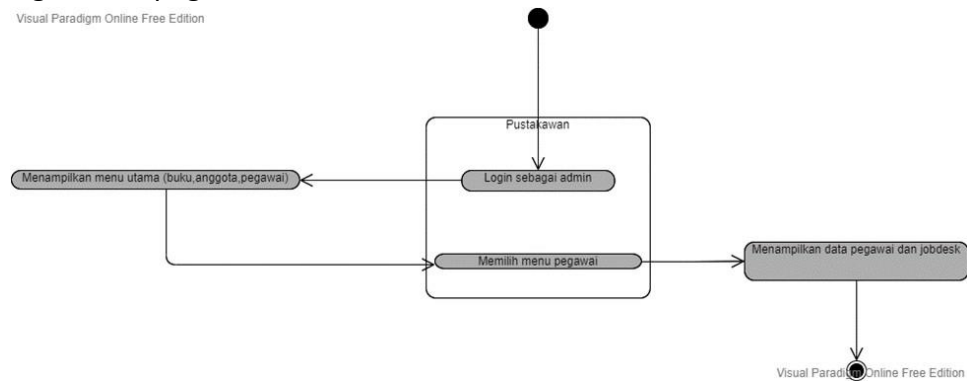 Visual Paradigm Online Free Edition
Pustakawan
Menampilkan menu utama (buku,anggota,pegawai)
Login sebagai admin
Menampilkan data pegawai dan jobdesk
Memilih menu pegawai
Visual Paradigm Online Free Edition